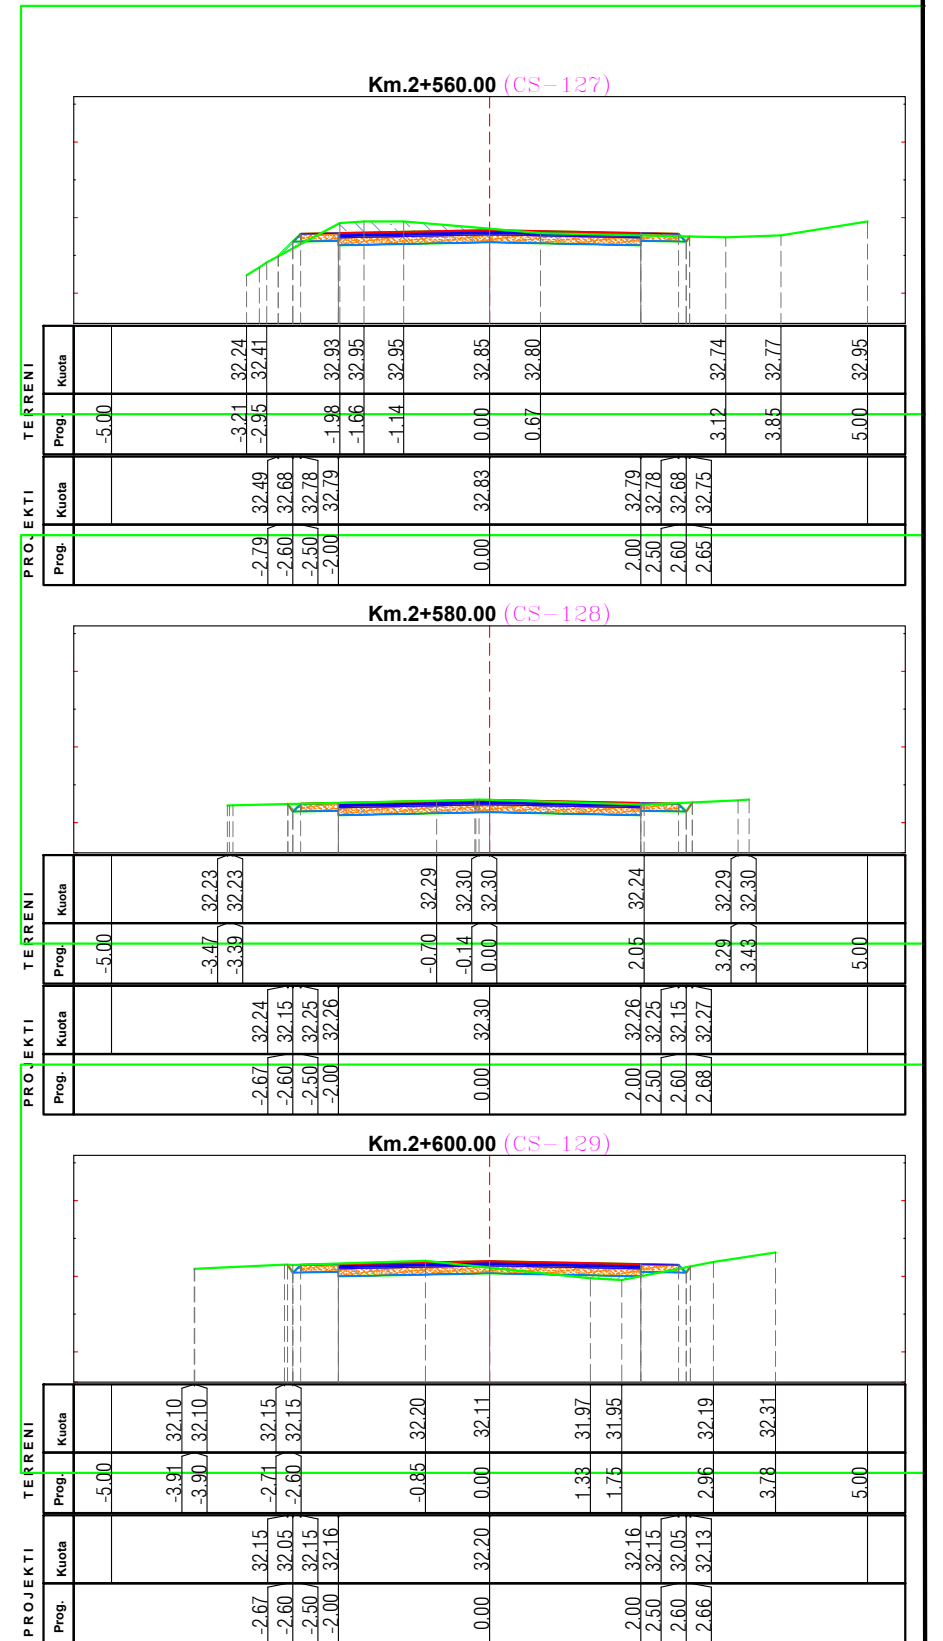 Km.2+560.00 (CS-127)
TERRENI
Kuota 32.24 32.41 32.93 32.95 32.95 32.85 32.80 32.74 32.77 32.95
Prog. -5.00 -3.21 -2.95 -1.98 -1.66 -1.14 0.00 0.67 3.12 3.85 5.00
PROJEKTI
Kuota 32.49 32.68 32.78 32.79 32.83 32.79 32.78 32.68 32.75
Prog. -2.79 -2.60 -2.50 -2.00 0.00 2.00 2.50 2.60 2.65
Km.2+580.00 (CS-128)
TERRENI
Kuota 32.23 32.23 32.29 32.30 32.30 32.24 32.29 32.30
Prog. -5.00 -3.47 -3.39 -0.70 -0.14 0.00 2.05 3.29 3.43 5.00
PROJEKTI
Kuota 32.24 32.15 32.25 32.26 32.30 32.26 32.25 32.15 32.27
Prog. -2.67 -2.60 -2.50 -2.00 0.00 2.00 2.50 2.60 2.68
Km.2+600.00 (CS-129)
TERRENI
Kuota 32.10 32.10 32.15 32.15 32.20 32.11 31.97 31.95 32.19 32.31
Prog. -5.00 -3.91 -3.90 -2.71 -2.60 -0.85 0.00 1.33 1.75 2.96 3.78 5.00
PROJEKTI
Kuota 32.15 32.05 32.15 32.16 32.20 32.16 32.15 32.05 32.13
Prog. -2.67 -2.60 -2.50 -2.00 0.00 2.00 2.50 2.60 2.66